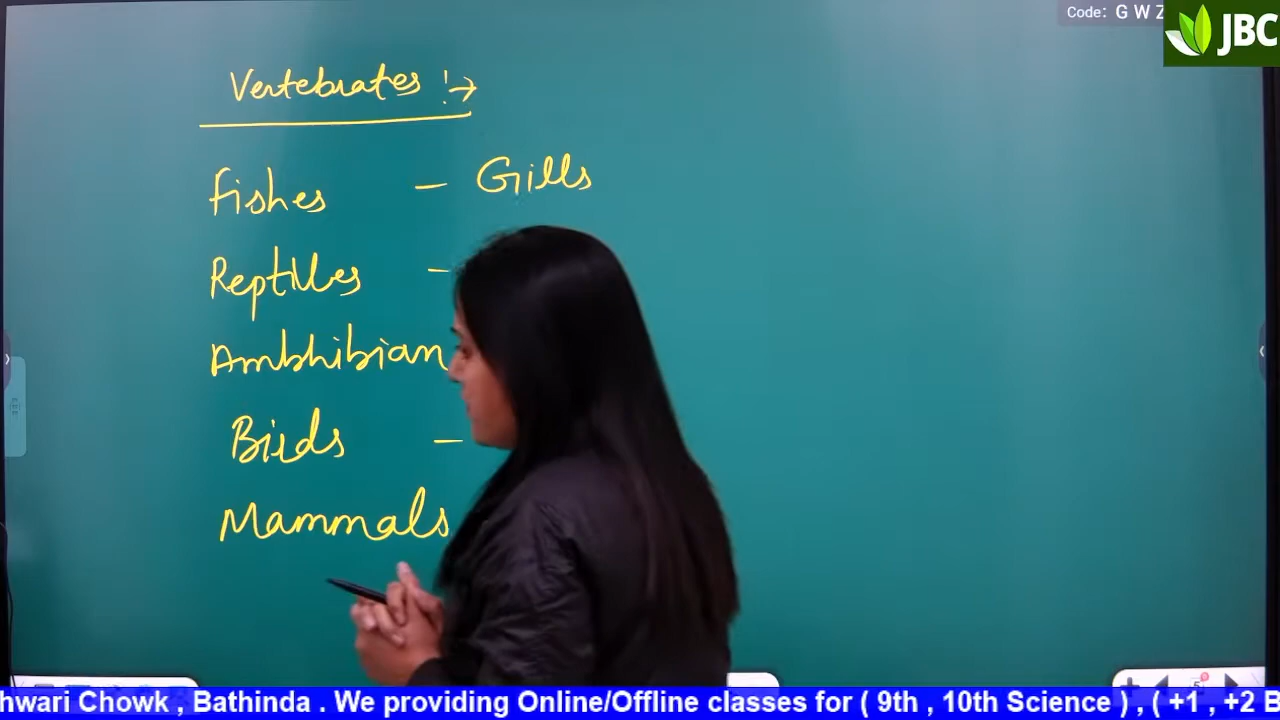 Code: G W Z
JBC
Vertebrates :→
Fishes - Gills
Reptiles -
Ambhibian
Birds -
Mammals
hwari Chowk , Bathinda . We providing Online/Offline classes for ( 9th , 10th Science ) , ( +1 , +2 B